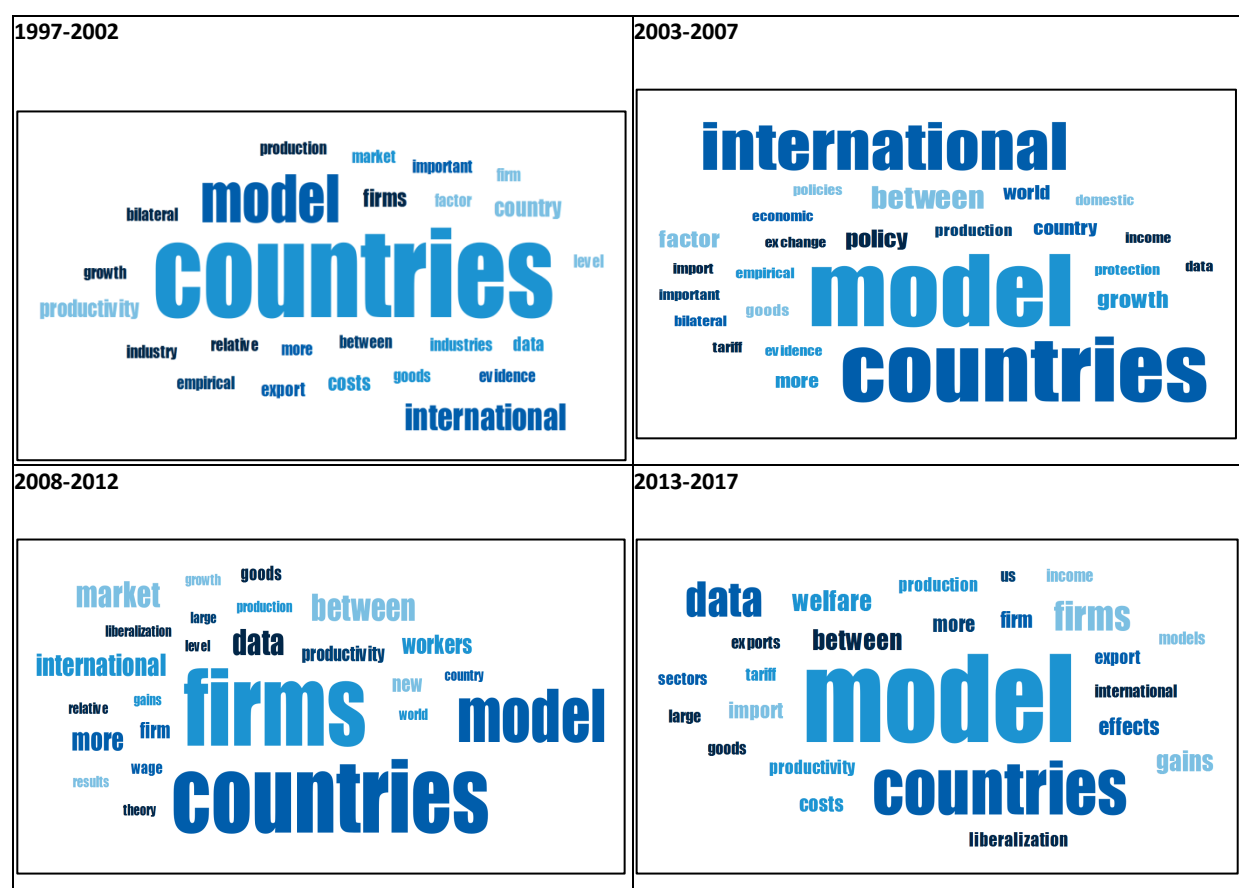 1997-2002
production
market
important
firm
model
firms
factor
country
bilateral
countries
level
growth
productivity
industry
relative
more
between
industries
data
empirical
export
costs
goods
evidence
international
2003-2007
international
policies
between
world
domestic
economic
factor
exchange
policy
production
country
income
import
empirical
model
protection
data
important
goods
growth
bilateral
tariff
evidence
more
countries
2008-2012
market
growth
goods
large
production
between
liberalization
level
data
productivity
workers
international
firms
new
country
relative
gains
world
model
more
firm
wage
results
theory
countries
2013-2017
data
welfare
production
us
income
exports
between
more
firm
firms
models
sectors
tariff
model
export
large
import
international
goods
effects
productivity
gains
costs
countries
liberalization